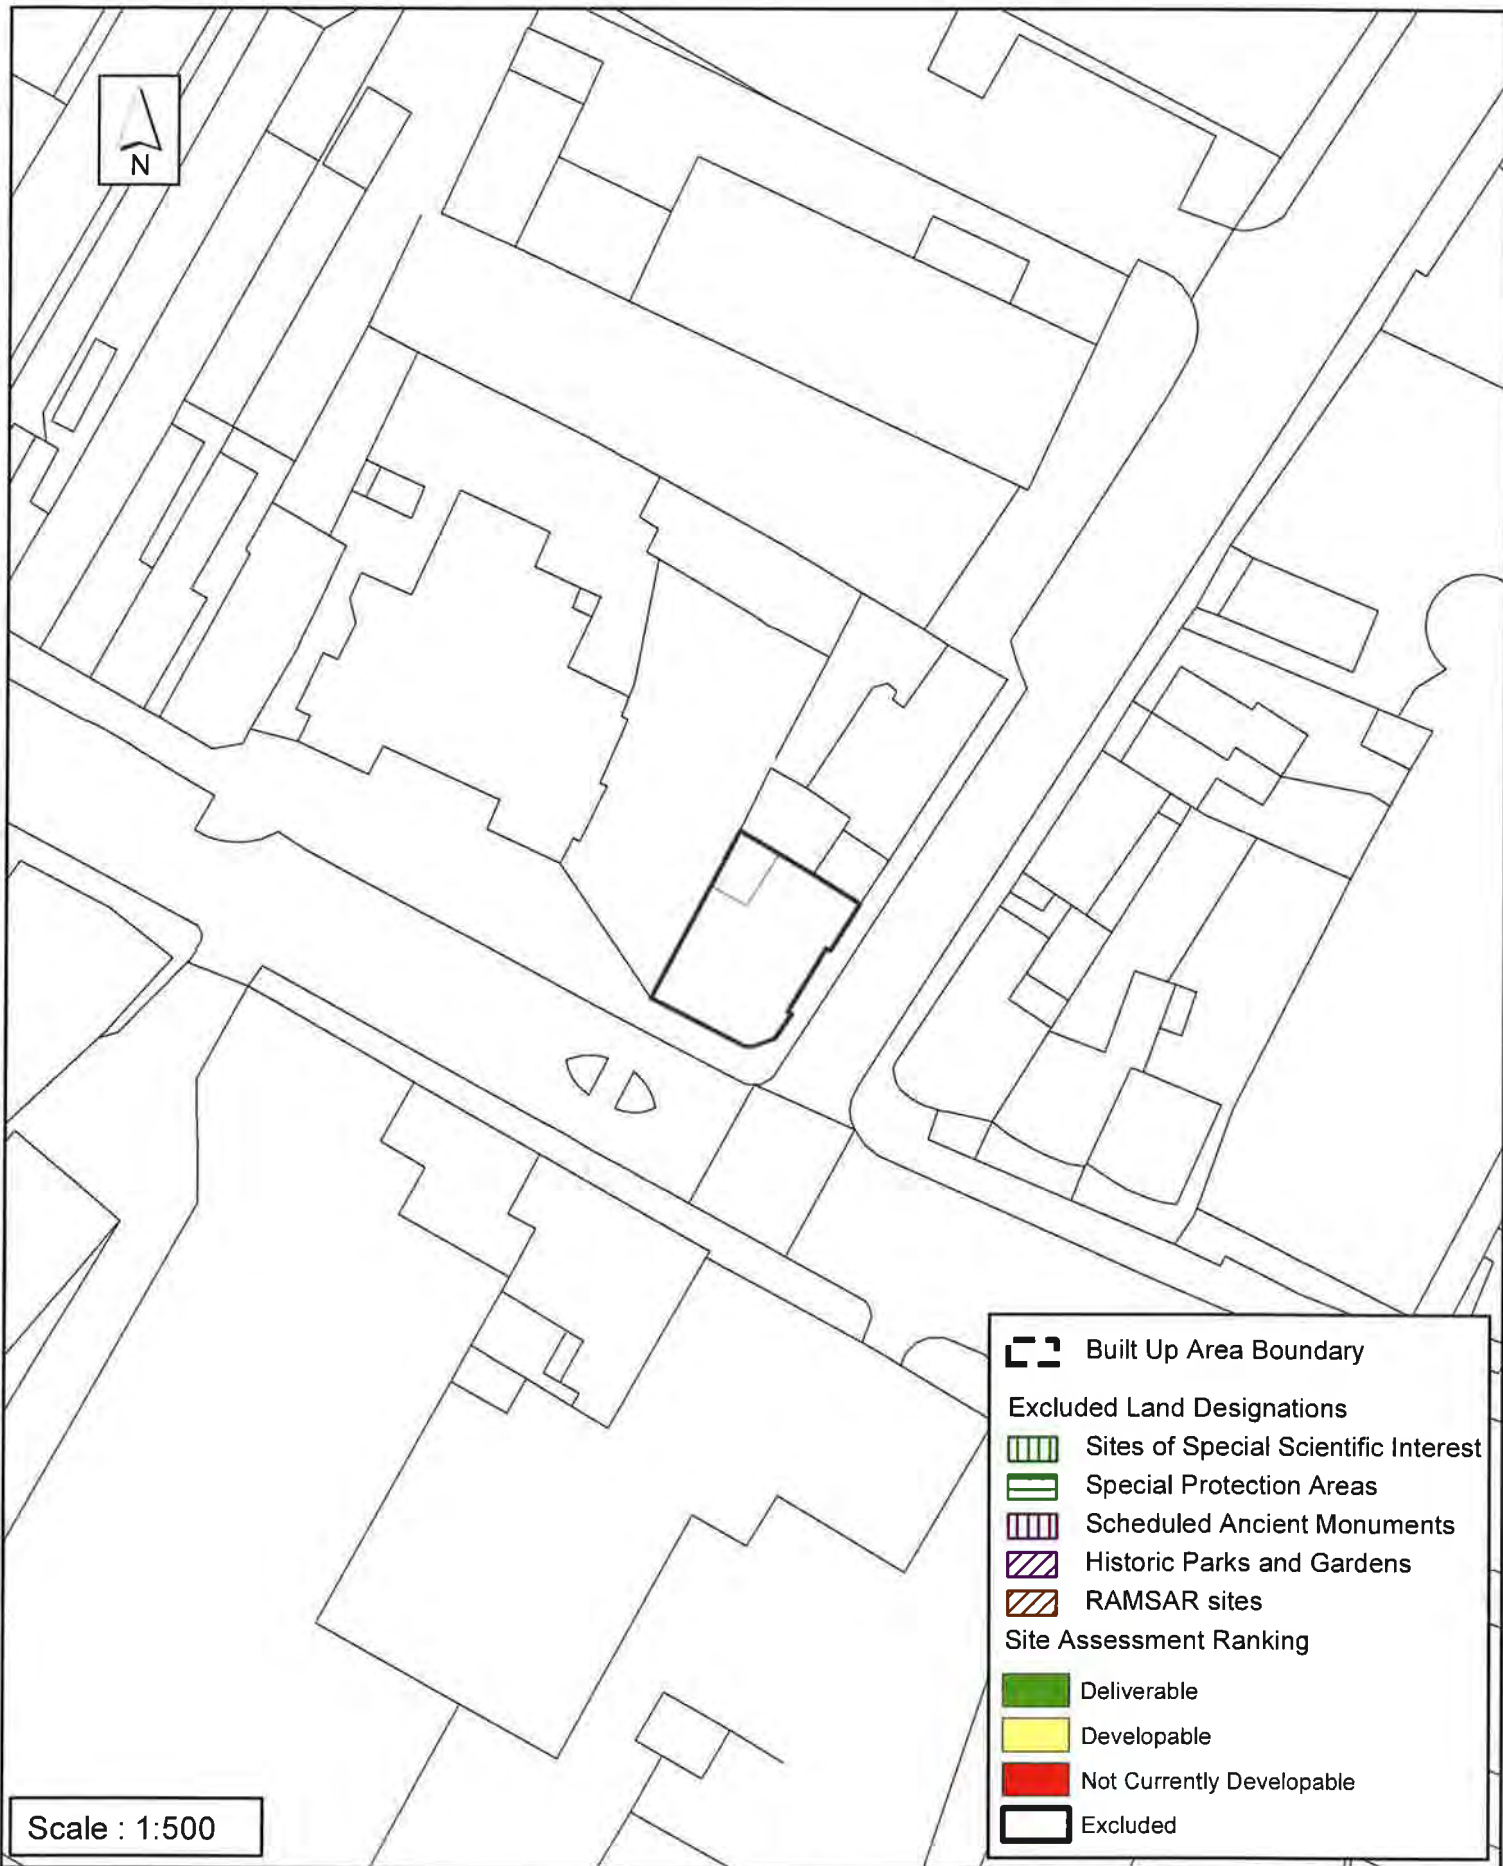 N
Built Up Area Boundary
Excluded Land Designations
Sites of Special Scientific Interest
Special Protection Areas
Scheduled Ancient Monuments
Historic Parks and Gardens
RAMSAR sites
Site Assessment Ranking
Deliverable
Developable
Not Currently Developable
Excluded
Scale : 1:500